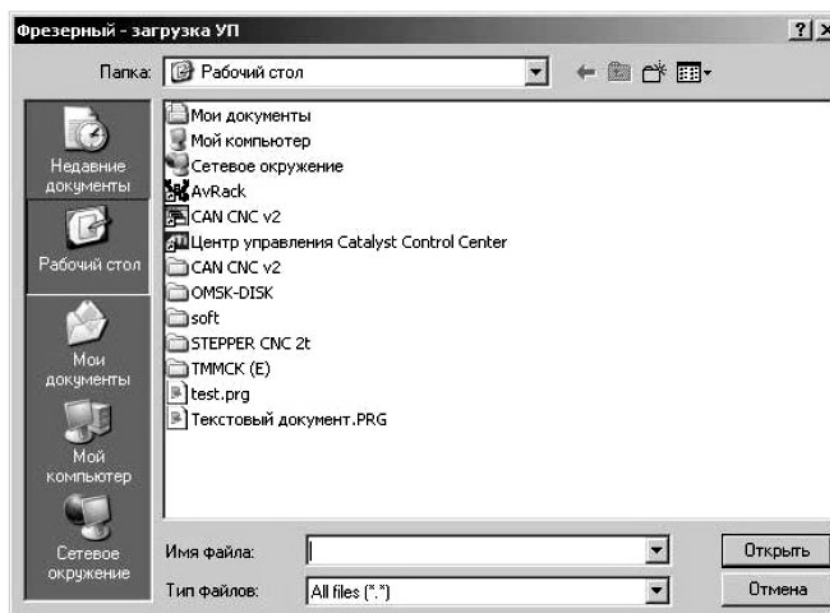 Фрезерный - загрузка УП
Папка:
Рабочий стол
Недавние
документы
Рабочий стол
Мои
документы
Мой
компьютер
Сетевое
окружение
Мои документы
Мой компьютер
Сетевое окружение
AvRack
CAN CNC v2
Центр управления Catalyst Control Center
CAN CNC v2
OMSK-DISK
soft
STEPPER CNC 2t
TMMCK (E)
test.prg
Текстовый документ.PRG
Имя файла:
Открыть
Тип файлов:
All files (*.*)
Отмена